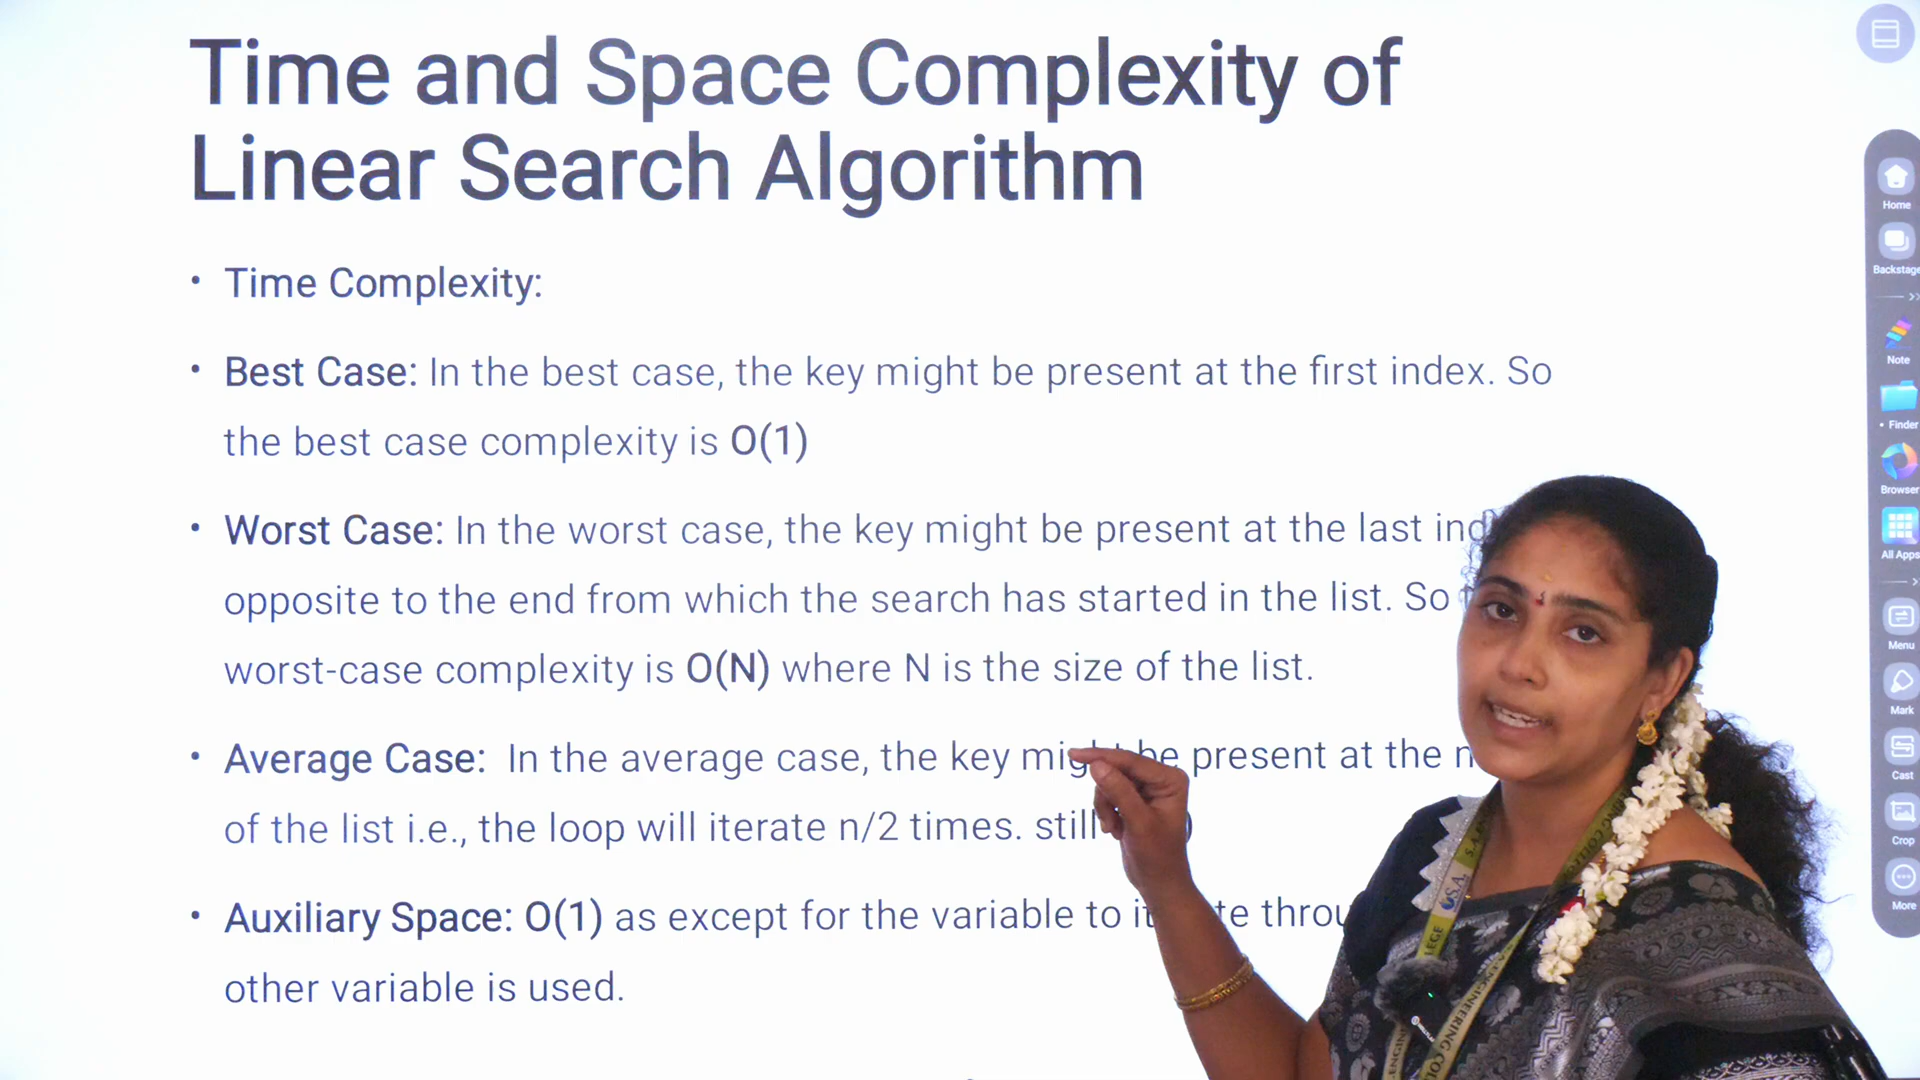 Time and Space Complexity of
Linear Search Algorithm
• Time Complexity:
• Best Case: In the best case, the key might be present at the first index. So
the best case complexity is O(1)
• Worst Case: In the worst case, the key might be present at the last
opposite to the end from which the search has started in the list. So
worst-case complexity is O(N) where N is the size of the list.
• Average Case: In the average case, the key be present at the
of the list i.e., the loop will iterate n/2 times. still
• Auxiliary Space: O(1) as except for the variable to
other variable is used.
Home
Backstage
Note
• Finder
Browser
All Apps
Menu
Mark
Cast
Crop
More
S.A.